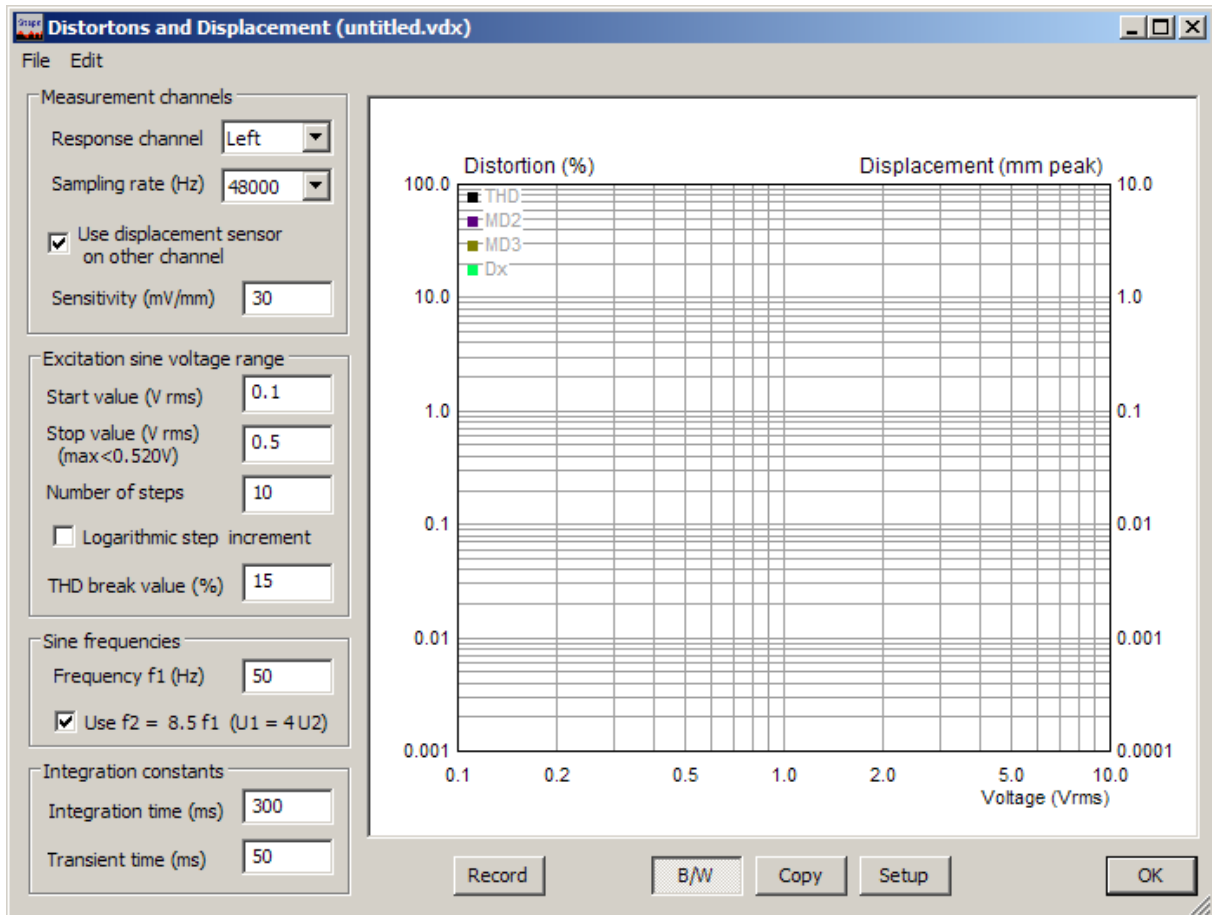 Distortons and Displacement (untitled.vdx)
File Edit
Measurement channels
Response channel Left
Sampling rate (Hz) 48000
Use displacement sensor
on other channel
Sensitivity (mV/mm) 30
Excitation sine voltage range
Start value (V rms) 0.1
Stop value (V rms) 0.5
(max<0.520V)
Number of steps 10
Logarithmic step increment
THD break value (%) 15
Sine frequencies
Frequency f1 (Hz) 50
Use f2 = 8.5 f1 (U1 = 4 U2)
Integration constants
Integration time (ms) 300
Transient time (ms) 50
Distortion (%) Displacement (mm peak)
100.0 10.0
THD
MD2
MD3
Dx
10.0 1.0
1.0 0.1
0.1 0.01
0.01 0.001
0.001 0.0001
0.1 0.2 0.5 1.0 2.0 5.0 10.0
Voltage (Vrms)
Record B/W Copy Setup OK